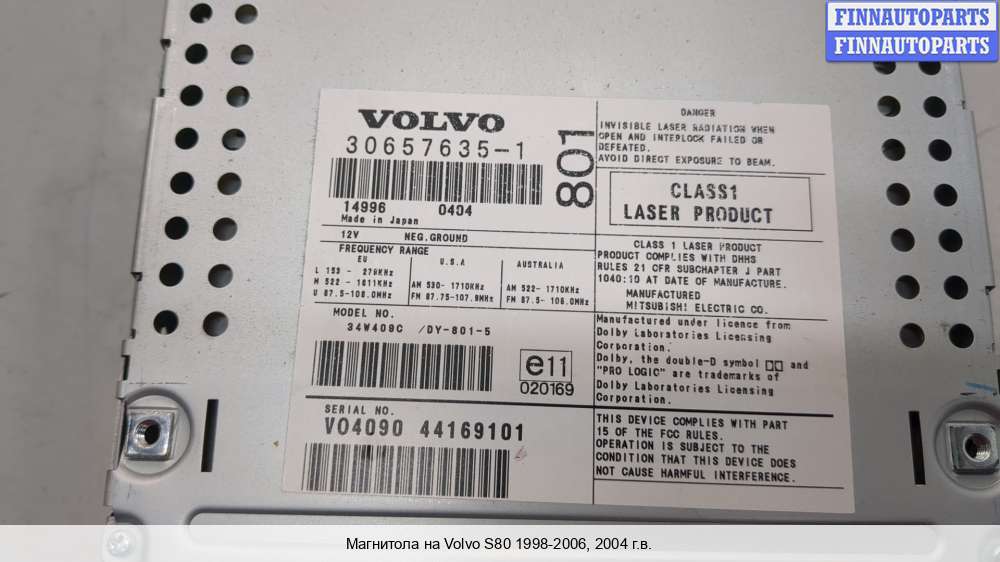 FINNAUTOPARTS
FINNAUTOPARTS
VOLVO
30657635-1
801
14996 0404
Made in Japan
12V NEG.GROUND
FREQUENCY RANGE
EU U.S.A AUSTRALIA
L 153 - 279KHz
M 522 - 1611KHz AM 530- 1710KHz AM 522- 1710KHz
U 87.5-108.0MHz FM 87.75-107.9MHz FM 87.5- 108.0MHz
MODEL NO.
34W409C /DY-801-5
e11
020169
SERIAL NO.
VO4090 44169101
DANGER
INVISIBLE LASER RADIATION WHEN
OPEN AND INTERLOCK FAILED OR
DEFEATED.
AVOID DIRECT EXPOSURE TO BEAM.
CLASS1
LASER PRODUCT
CLASS 1 LASER PRODUCT
PRODUCT COMPLIES WITH DHHS
RULES 21 CFR SUBCHAPTER J PART
1040:10 AT DATE OF MANUFACTURE.
MANUFACTURED
MITSUBISHI ELECTRIC CO.
Manufactured under licence from
Dolby Laboratories Licensing
Corporation.
Dolby, the double-D symbol and
"PRO LOGIC" are trademarks of
Dolby Laboratories Licensing
Corporation.
THIS DEVICE COMPLIES WITH PART
15 OF THE FCC RULES.
OPERATION IS SUBJECT TO THE
CONDITION THAT THIS DEVICE DOES
NOT CAUSE HARMFUL INTERFERENCE.
Магнитола на Volvo S80 1998-2006, 2004 г.в.